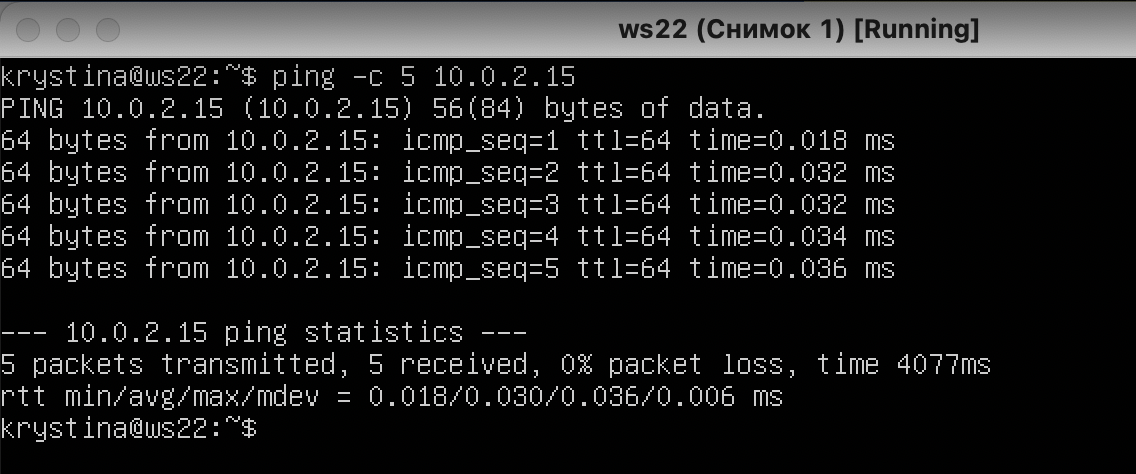 ws22 (Снимок 1) [Running]
krystina@ws22:~$ ping -c 5 10.0.2.15
PING 10.0.2.15 (10.0.2.15) 56(84) bytes of data.
64 bytes from 10.0.2.15: icmp_seq=1 ttl=64 time=0.018 ms
64 bytes from 10.0.2.15: icmp_seq=2 ttl=64 time=0.032 ms
64 bytes from 10.0.2.15: icmp_seq=3 ttl=64 time=0.032 ms
64 bytes from 10.0.2.15: icmp_seq=4 ttl=64 time=0.034 ms
64 bytes from 10.0.2.15: icmp_seq=5 ttl=64 time=0.036 ms
--- 10.0.2.15 ping statistics ---
5 packets transmitted, 5 received, 0% packet loss, time 4077ms
rtt min/avg/max/mdev = 0.018/0.030/0.036/0.006 ms
krystina@ws22:~$